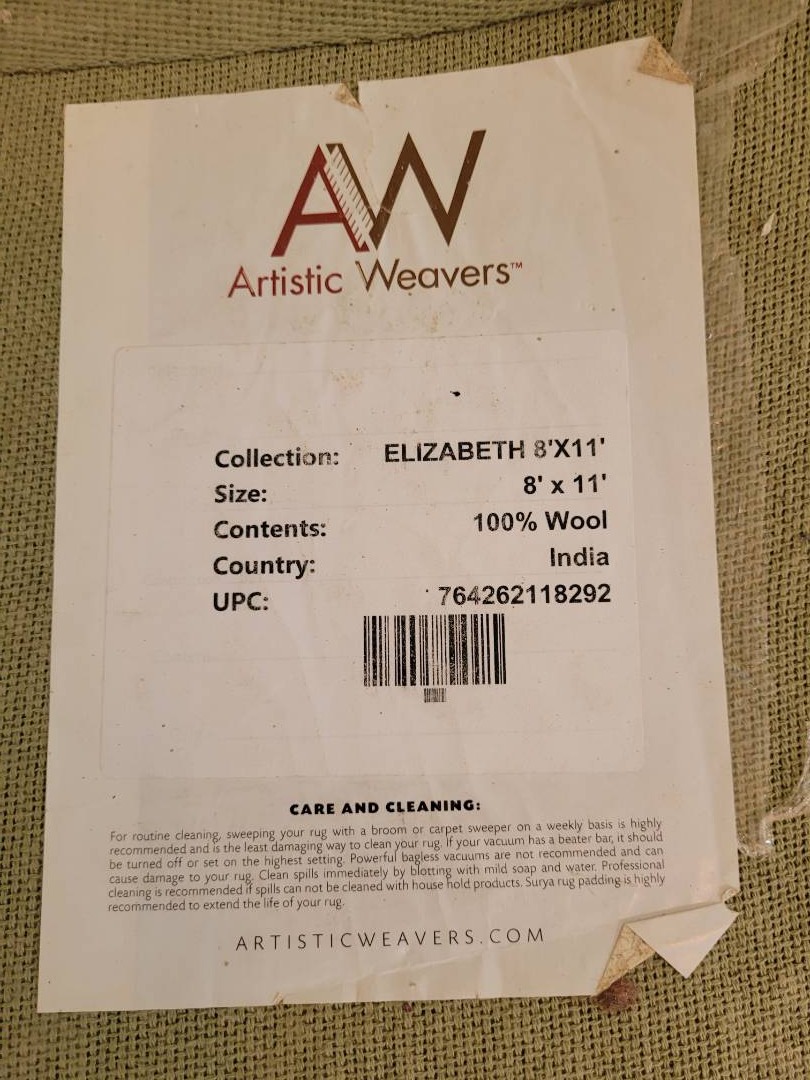 AW
Artistic Weavers™
Collection: ELIZABETH 8'X11'
Size: 8' x 11'
Contents: 100% Wool
Country: India
UPC: 764262118292
CARE AND CLEANING:
For routine cleaning, sweeping your rug with a broom or carpet sweeper on a weekly basis is highly
recommended and is the least damaging way to clean your rug. If your vacuum has a beater bar, it should
be turned off or set on the highest setting. Powerful bagless vacuums are not recommended and can
cause damage to your rug. Clean spills immediately by blotting with mild soap and water. Professional
cleaning is recommended if spills can not be cleaned with house hold products. Surya rug padding is highly
recommended to extend the life of your rug.
ARTISTICWEAVERS.COM